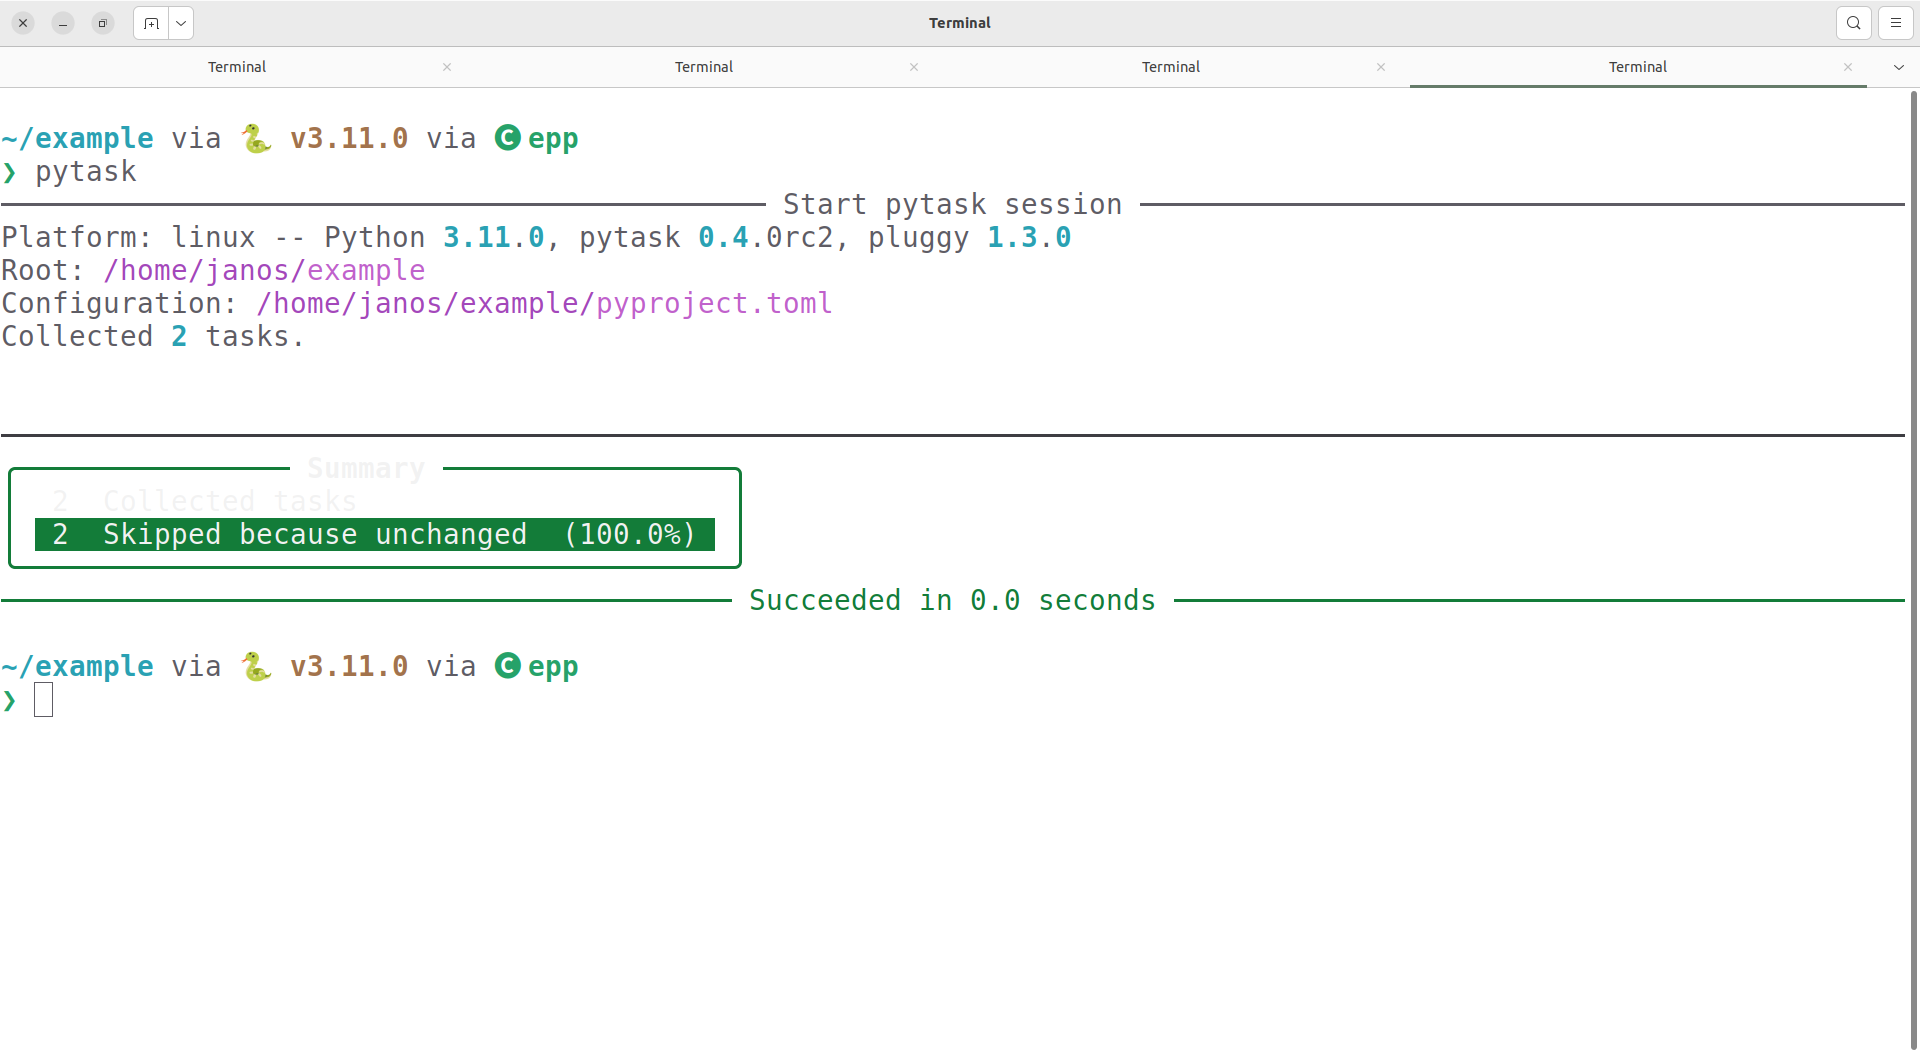 Terminal
Terminal Terminal Terminal Terminal
~/example via 🐍 v3.11.0 via 🅒 epp
❯ pytask
Start pytask session
Platform: linux -- Python 3.11.0, pytask 0.4.0rc2, pluggy 1.3.0
Root: /home/janos/example
Configuration: /home/janos/example/pyproject.toml
Collected 2 tasks.
Summary
2 Collected tasks
2 Skipped because unchanged (100.0%)
Succeeded in 0.0 seconds
~/example via 🐍 v3.11.0 via 🅒 epp
❯